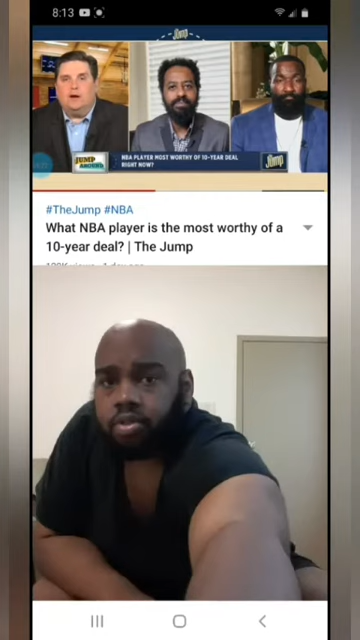 8:13
Jump
JUMP
AROUND
NBA PLAYER MOST WORTHY OF 10-YEAR DEAL
RIGHT NOW?
Jump
#TheJump #NBA
What NBA player is the most worthy of a
10-year deal? | The Jump